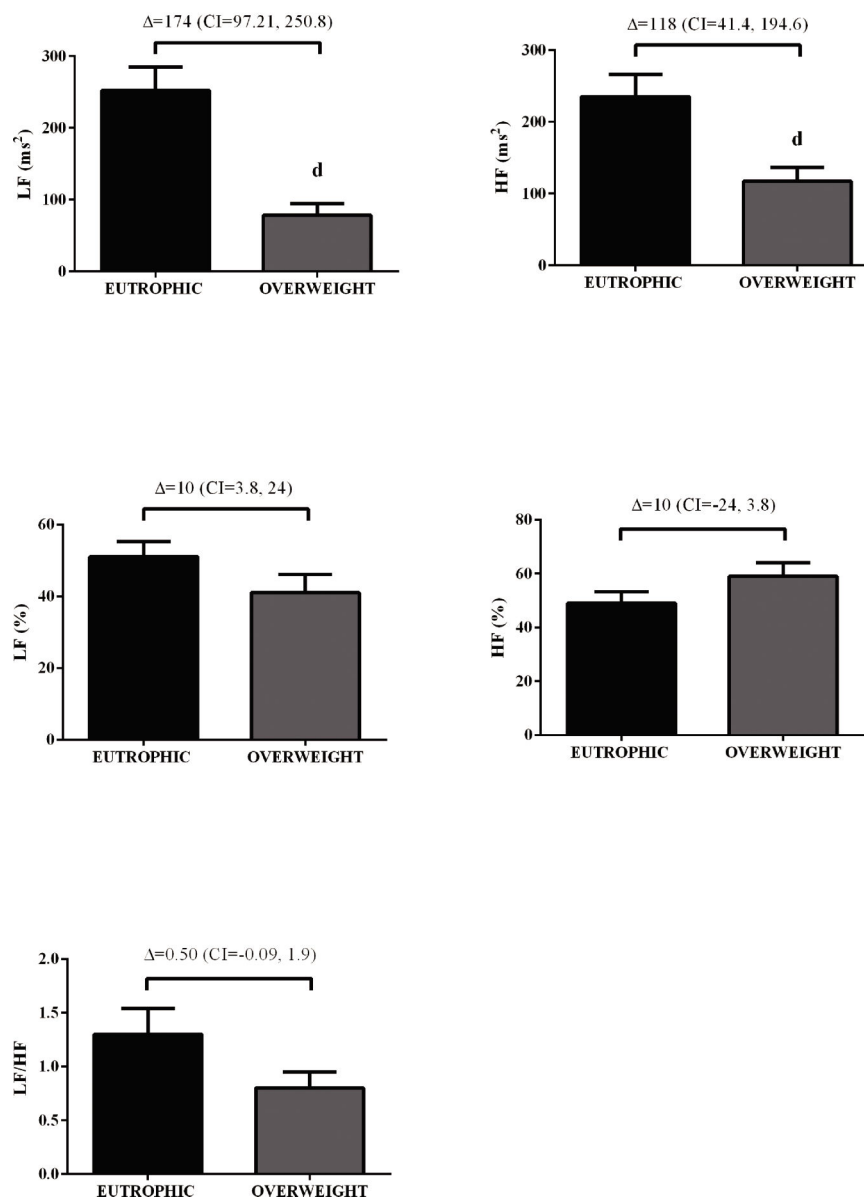 Δ=174 (CI=97.21, 250.8)
300
200
100
0
LF (ms²)
d
EUTROPHIC OVERWEIGHT
Δ=118 (CI=41.4, 194.6)
300
200
100
0
HF (ms²)
d
EUTROPHIC OVERWEIGHT
Δ=10 (CI=3.8, 24)
60
40
20
0
LF (%)
EUTROPHIC OVERWEIGHT
Δ=10 (CI=-24, 3.8)
80
60
40
20
0
HF (%)
EUTROPHIC OVERWEIGHT
Δ=0.50 (CI=-0.09, 1.9)
2.0
1.5
1.0
0.5
0.0
LF/HF
EUTROPHIC OVERWEIGHT